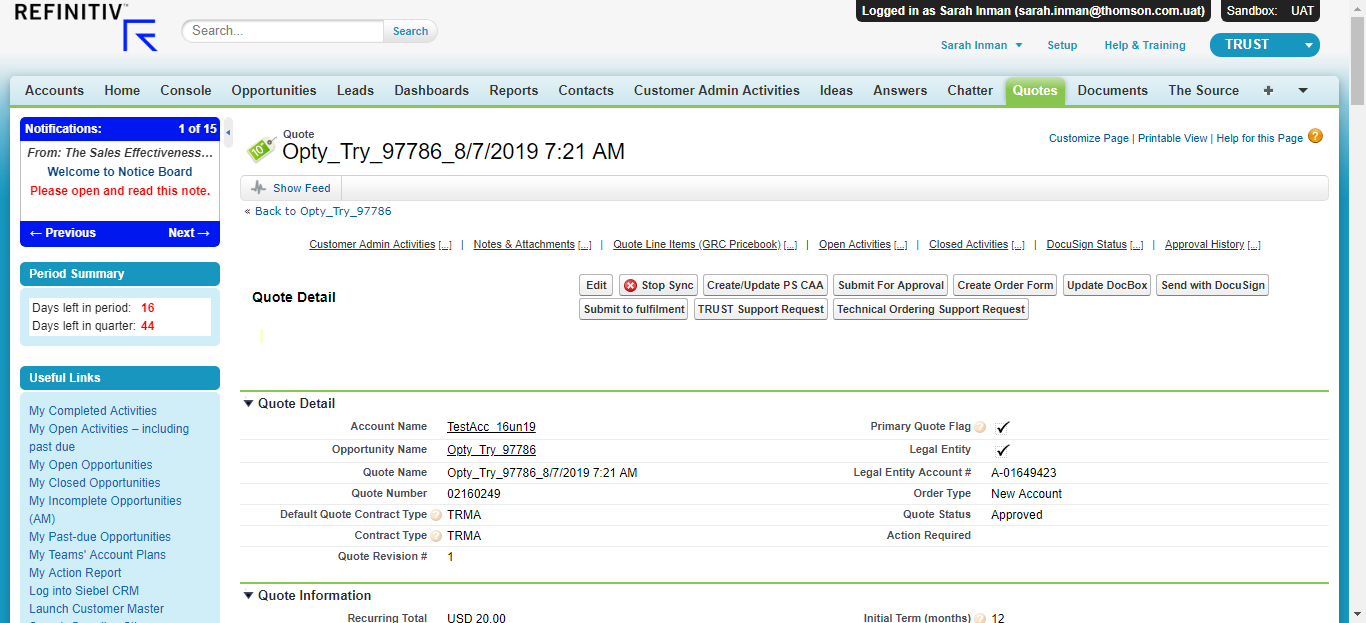 REFINITIV™
Search...
Search
Logged in as Sarah Inman (sarah.inman@thomson.com.uat)
Sandbox: UAT
Sarah Inman
Setup
Help & Training
TRUST
Accounts Home Console Opportunities Leads Dashboards Reports Contacts Customer Admin Activities Ideas Answers Chatter Quotes Documents The Source +
Notifications: 1 of 15
From: The Sales Effectiveness...
Welcome to Notice Board
Please open and read this note.
← Previous Next →
Period Summary
Days left in period: 16
Days left in quarter: 44
Useful Links
My Completed Activities
My Open Activities – including
past due
My Open Opportunities
My Closed Opportunities
My Incomplete Opportunities
(AM)
My Past-due Opportunities
My Teams' Account Plans
My Action Report
Log into Siebel CRM
Launch Customer Master
Quote
Opty_Try_97786_8/7/2019 7:21 AM
Customize Page | Printable View | Help for this Page ?
Show Feed
« Back to Opty_Try_97786
Customer Admin Activities [...] | Notes & Attachments [...] | Quote Line Items (GRC Pricebook) [...] | Open Activities [...] | Closed Activities [...] | DocuSign Status [...] | Approval History [...]
Quote Detail
Edit Stop Sync Create/Update PS CAA Submit For Approval Create Order Form Update DocBox Send with DocuSign
Submit to fulfilment TRUST Support Request Technical Ordering Support Request
Quote Detail
Account Name TestAcc_16un19 Primary Quote Flag ?
Opportunity Name Opty_Try_97786 Legal Entity
Quote Name Opty_Try_97786_8/7/2019 7:21 AM Legal Entity Account # A-01649423
Quote Number 02160249 Order Type New Account
Default Quote Contract Type ? TRMA Quote Status Approved
Contract Type ? TRMA Action Required
Quote Revision # 1
Quote Information
Recurring Total USD 20.00 Initial Term (months) ? 12